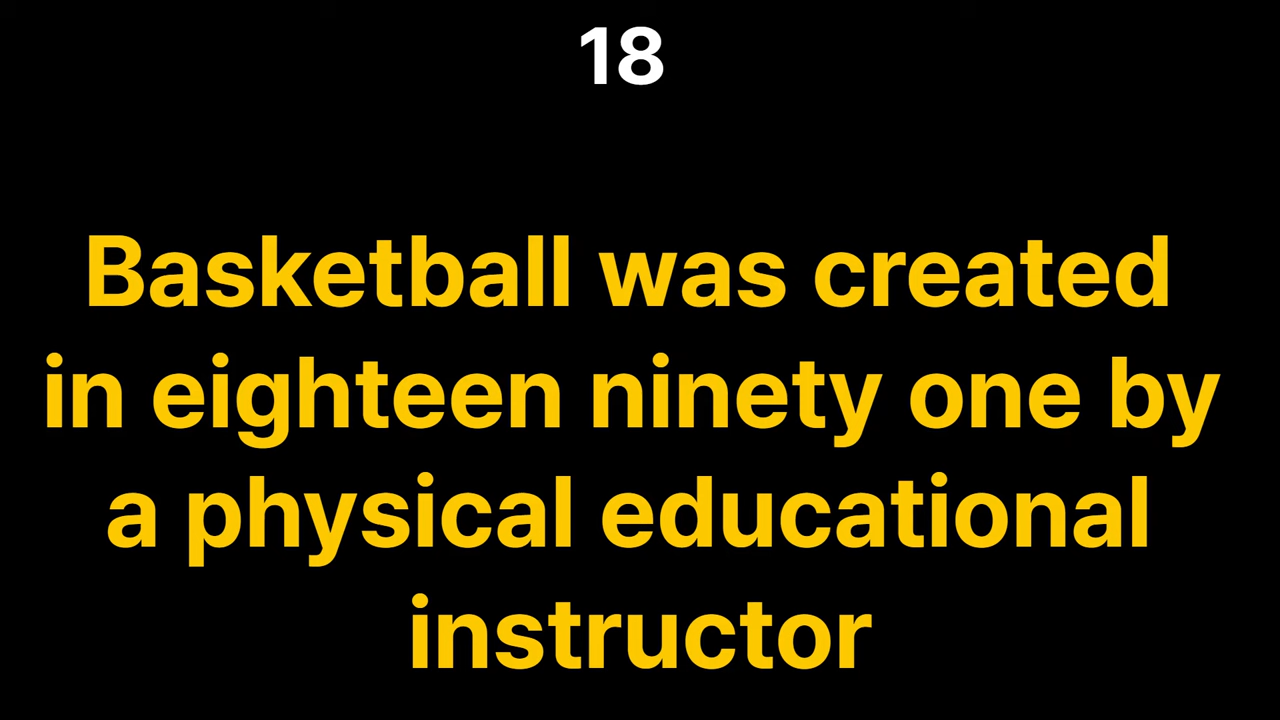 18
Basketball was created
in eighteen ninety one by
a physical educational
instructor